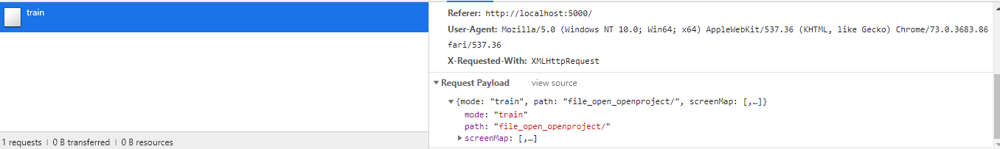 train
1 requests | 0 B transferred | 0 B resources
Referer: http://localhost:5000/
User-Agent: Mozilla/5.0 (Windows NT 10.0; Win64; x64) AppleWebKit/537.36 (KHTML, like Gecko) Chrome/73.0.3683.86
fari/537.36
X-Requested-With: XMLHttpRequest
Request Payload view source
{mode: "train", path: "file_open_openproject/", screenMap: [,…]}
mode: "train"
path: "file_open_openproject/"
screenMap: [,…]